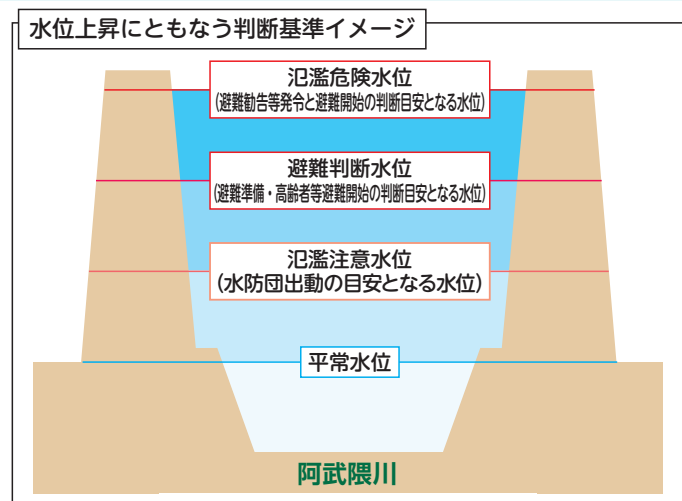 水位上昇にともなう判断基準イメージ
氾濫危険水位
(避難勧告等発令と避難開始の判断目安となる水位)
避難判断水位
(避難準備・高齢者等避難開始の判断目安となる水位)
氾濫注意水位
(水防団出動の目安となる水位)
平常水位
阿武隈川